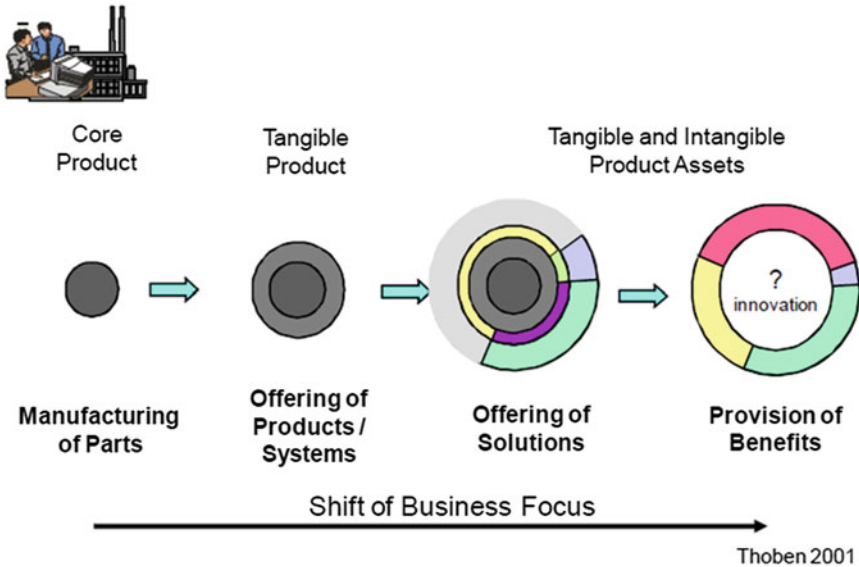 Core
Product
Tangible
Product
Tangible and Intangible
Product Assets
?
innovation
Manufacturing
of Parts
Offering of
Products /
Systems
Offering of
Solutions
Provision of
Benefits
Shift of Business Focus
Thoben 2001